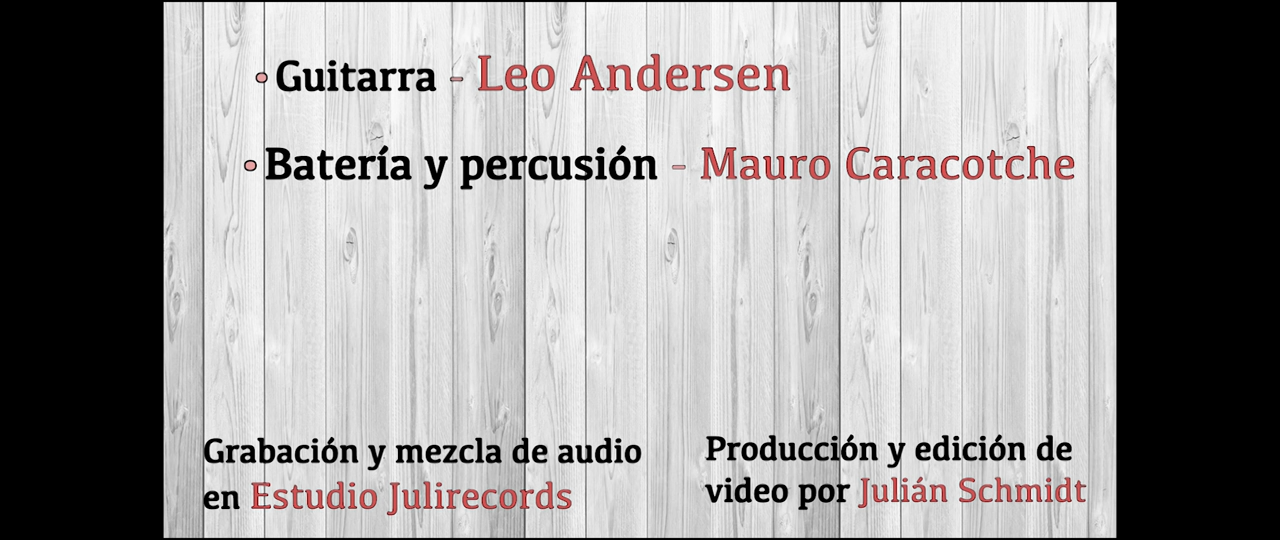 • Guitarra - Leo Andersen
• Batería y percusión - Mauro Caracotche
Grabación y mezcla de audio
en Estudio Julirecords
Producción y edición de
video por Julián Schmidt